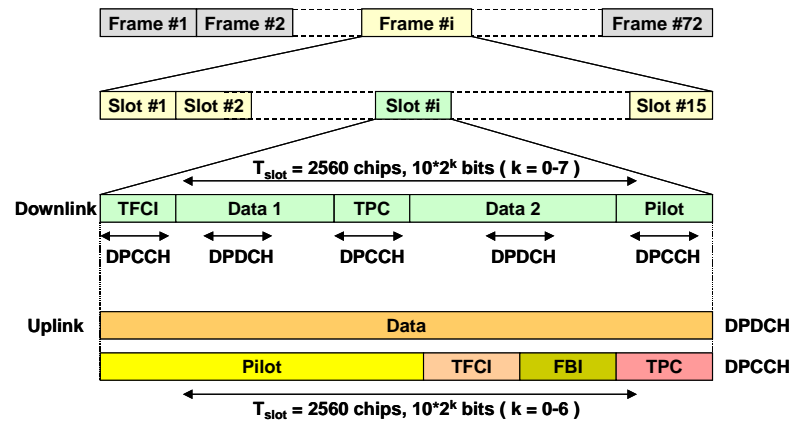 Frame #1 Frame #2 Frame #i Frame #72
Slot #1 Slot #2 Slot #i Slot #15
Tslot = 2560 chips, 10*2^k bits ( k = 0-7 )
Downlink TFCI Data 1 TPC Data 2 Pilot
DPCCH DPDCH DPCCH DPDCH DPCCH
Uplink Data DPDCH
Pilot TFCI FBI TPC DPCCH
Tslot = 2560 chips, 10*2^k bits ( k = 0-6 )